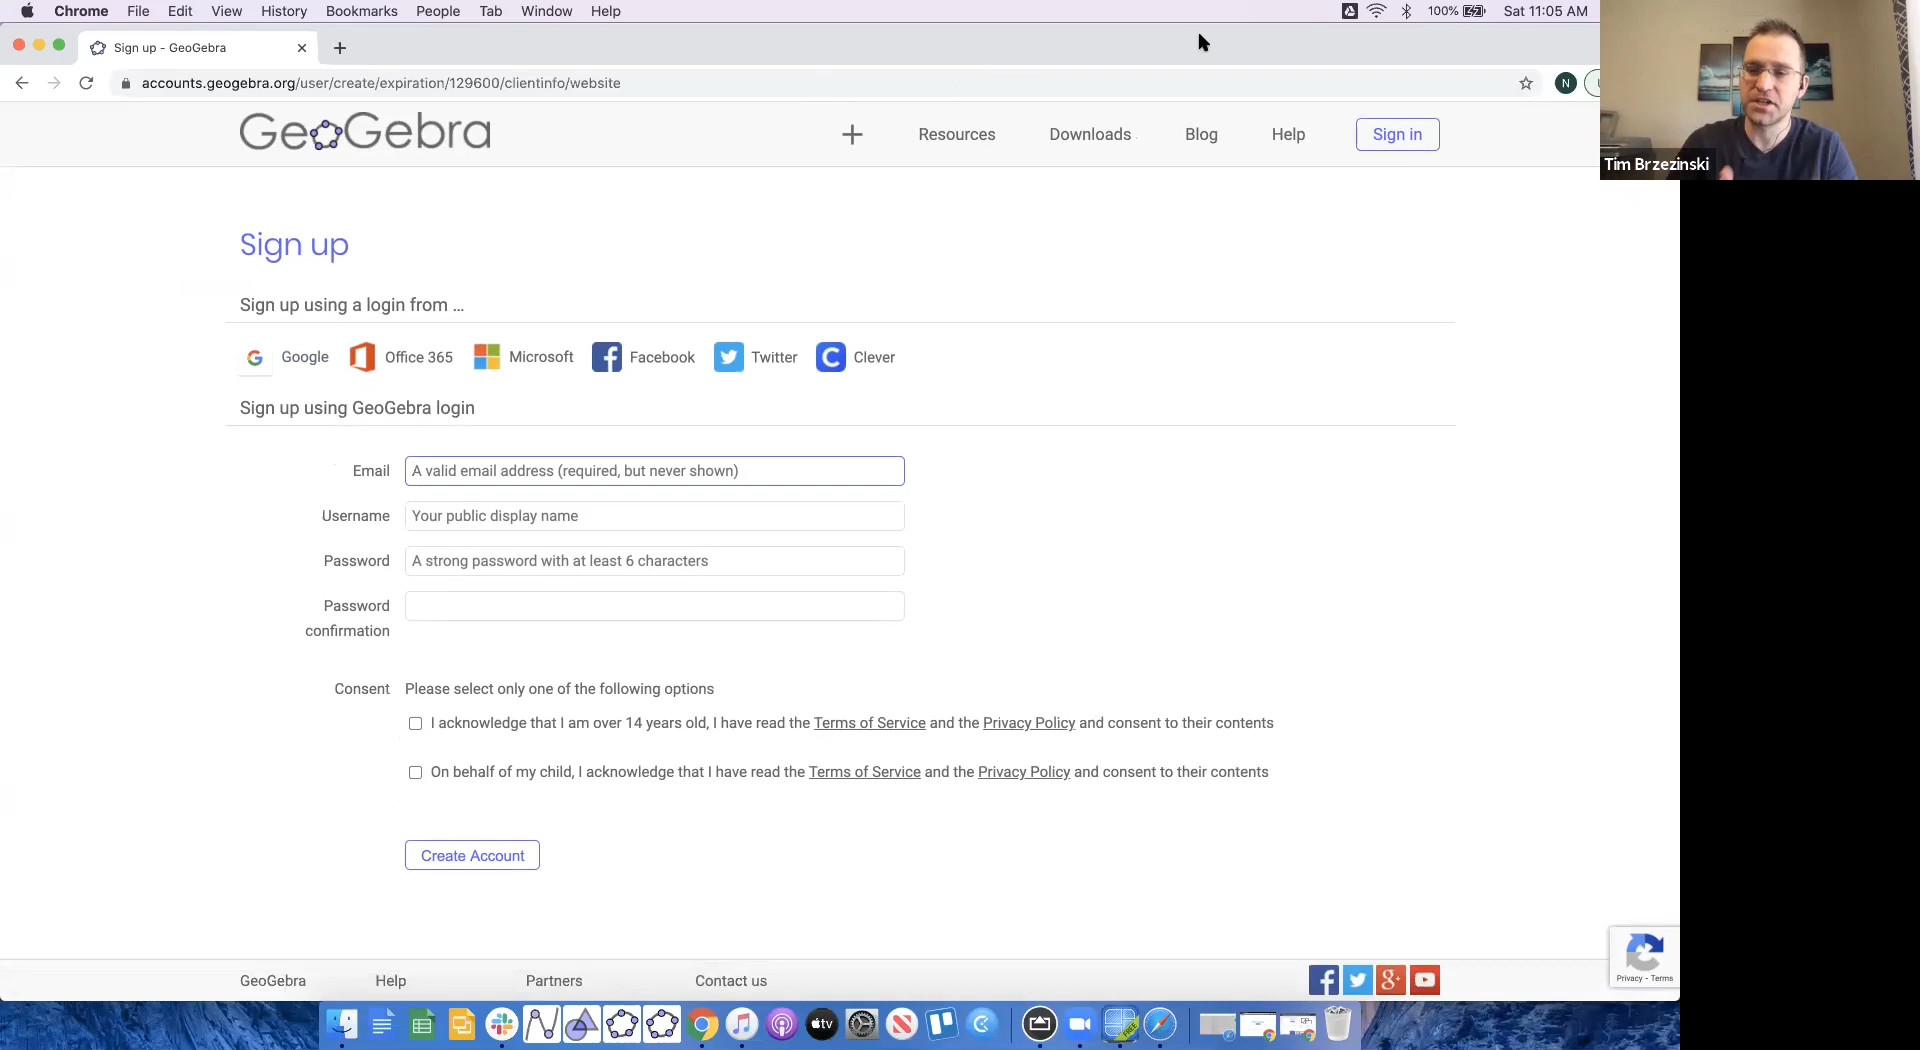 Chrome File Edit View History Bookmarks People Tab Window Help 100% Sat 11:05 AM
Sign up - GeoGebra
accounts.geogebra.org/user/create/expiration/129600/clientinfo/website N
Tim Brzezinski
GeoGebra Resources Downloads Blog Help Sign in
Sign up
Sign up using a login from ...
Google Office 365 Microsoft Facebook Twitter Clever
Sign up using GeoGebra login
Email A valid email address (required, but never shown)
Username Your public display name
Password A strong password with at least 6 characters
Password
confirmation
Consent Please select only one of the following options
I acknowledge that I am over 14 years old, I have read the Terms of Service and the Privacy Policy and consent to their contents
On behalf of my child, I acknowledge that I have read the Terms of Service and the Privacy Policy and consent to their contents
Create Account
Privacy - Terms
GeoGebra Help Partners Contact us
tv FREE